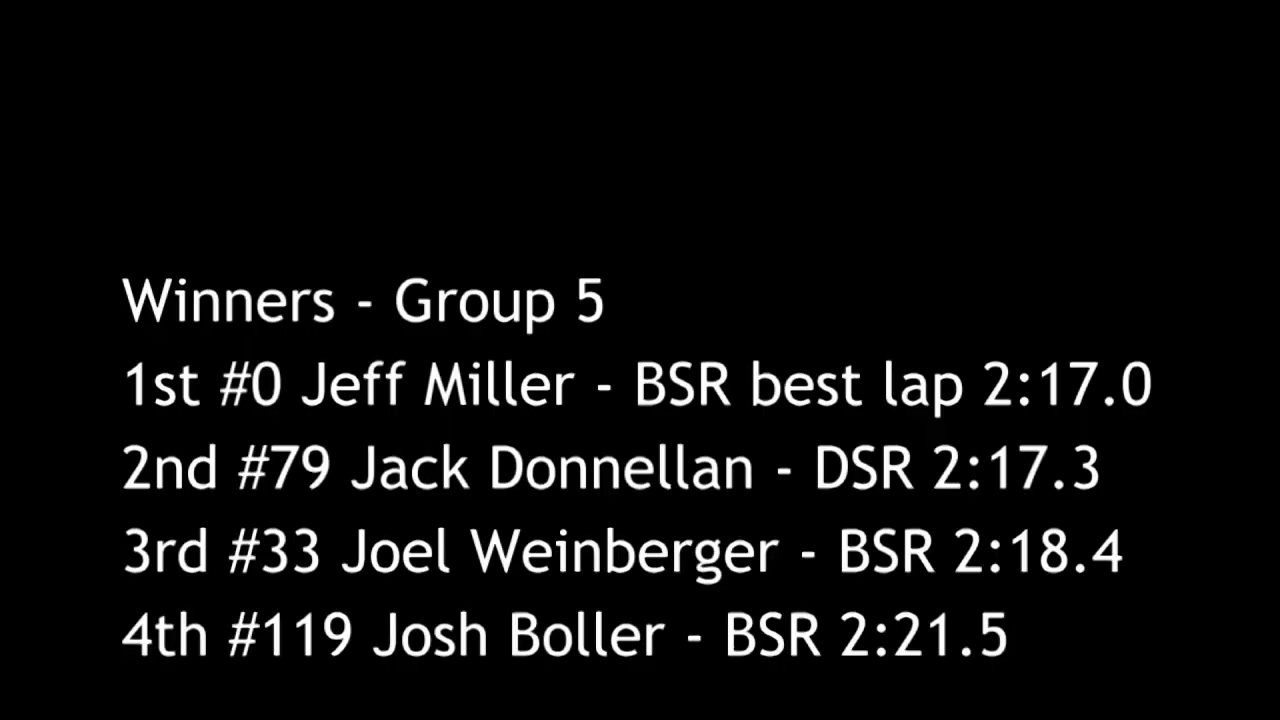 Winners - Group 5
1st #0 Jeff Miller - BSR best lap 2:17.0
2nd #79 Jack Donnellan - DSR 2:17.3
3rd #33 Joel Weinberger - BSR 2:18.4
4th #119 Josh Boller - BSR 2:21.5